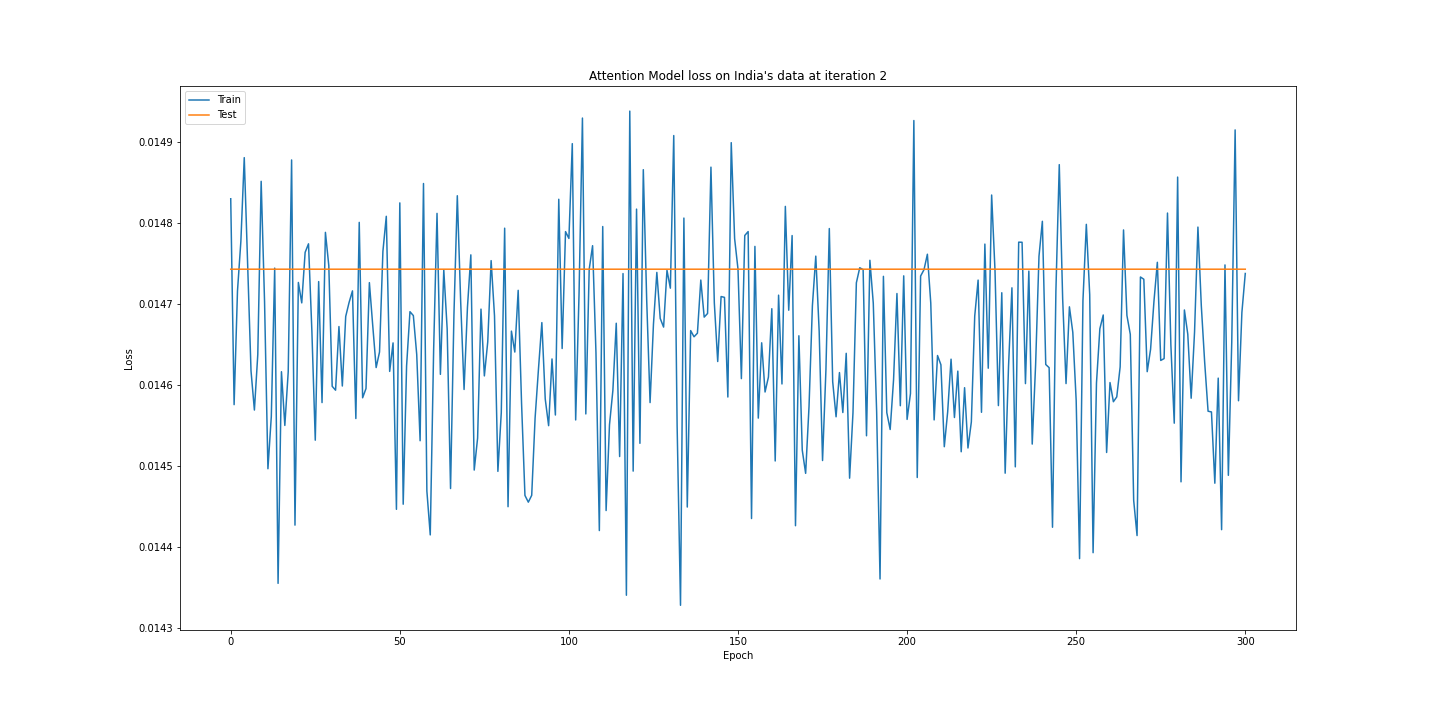 Attention Model loss on India's data at iteration 2
Train
Test
0.0149
0.0148
0.0147
0.0146
0.0145
0.0144
0.0143
Loss
0 50 100 150 200 250 300
Epoch